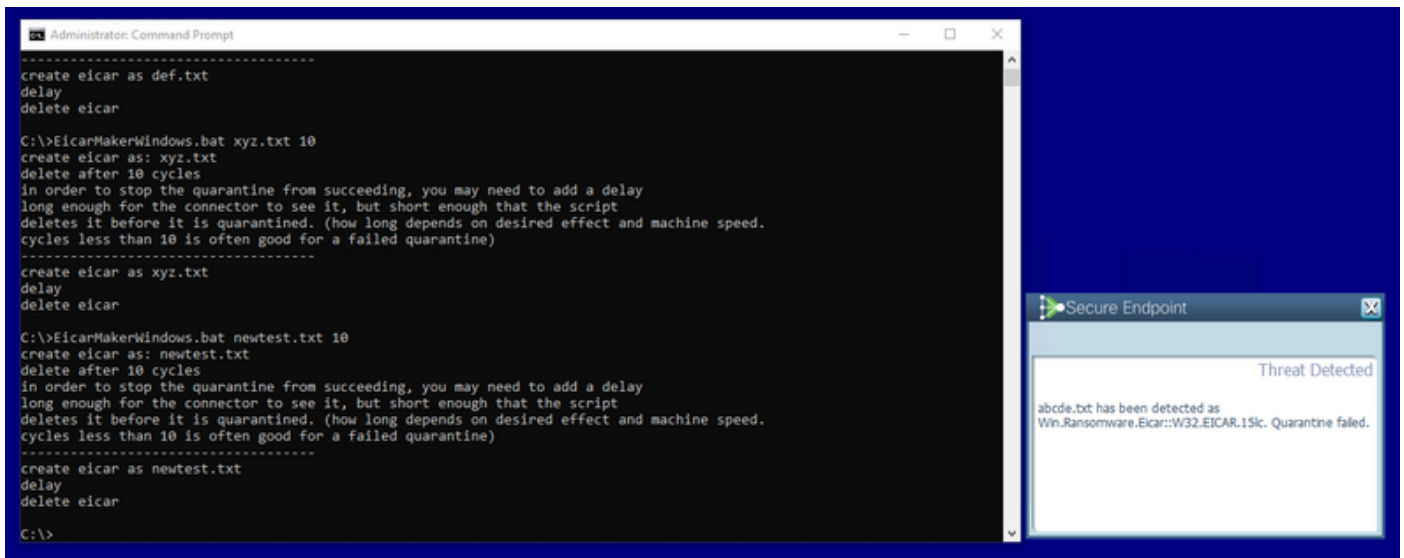 Administrator: Command Prompt
------------------------------------
create eicar as def.txt
delay
delete eicar
C:\>EicarMakerWindows.bat xyz.txt 10
create eicar as: xyz.txt
delete after 10 cycles
in order to stop the quarantine from succeeding, you may need to add a delay
long enough for the connector to see it, but short enough that the script
deletes it before it is quarantined. (how long depends on desired effect and machine speed.
cycles less than 10 is often good for a failed quarantine)
------------------------------------
create eicar as xyz.txt
delay
delete eicar
C:\>EicarMakerWindows.bat newtest.txt 10
create eicar as: newtest.txt
delete after 10 cycles
in order to stop the quarantine from succeeding, you may need to add a delay
long enough for the connector to see it, but short enough that the script
deletes it before it is quarantined. (how long depends on desired effect and machine speed.
cycles less than 10 is often good for a failed quarantine)
------------------------------------
create eicar as newtest.txt
delay
delete eicar
C:\>
Secure Endpoint
Threat Detected
abcde.txt has been detected as
Win.Ransomware.Eicar::W32.EICAR.15lc. Quarantine failed.